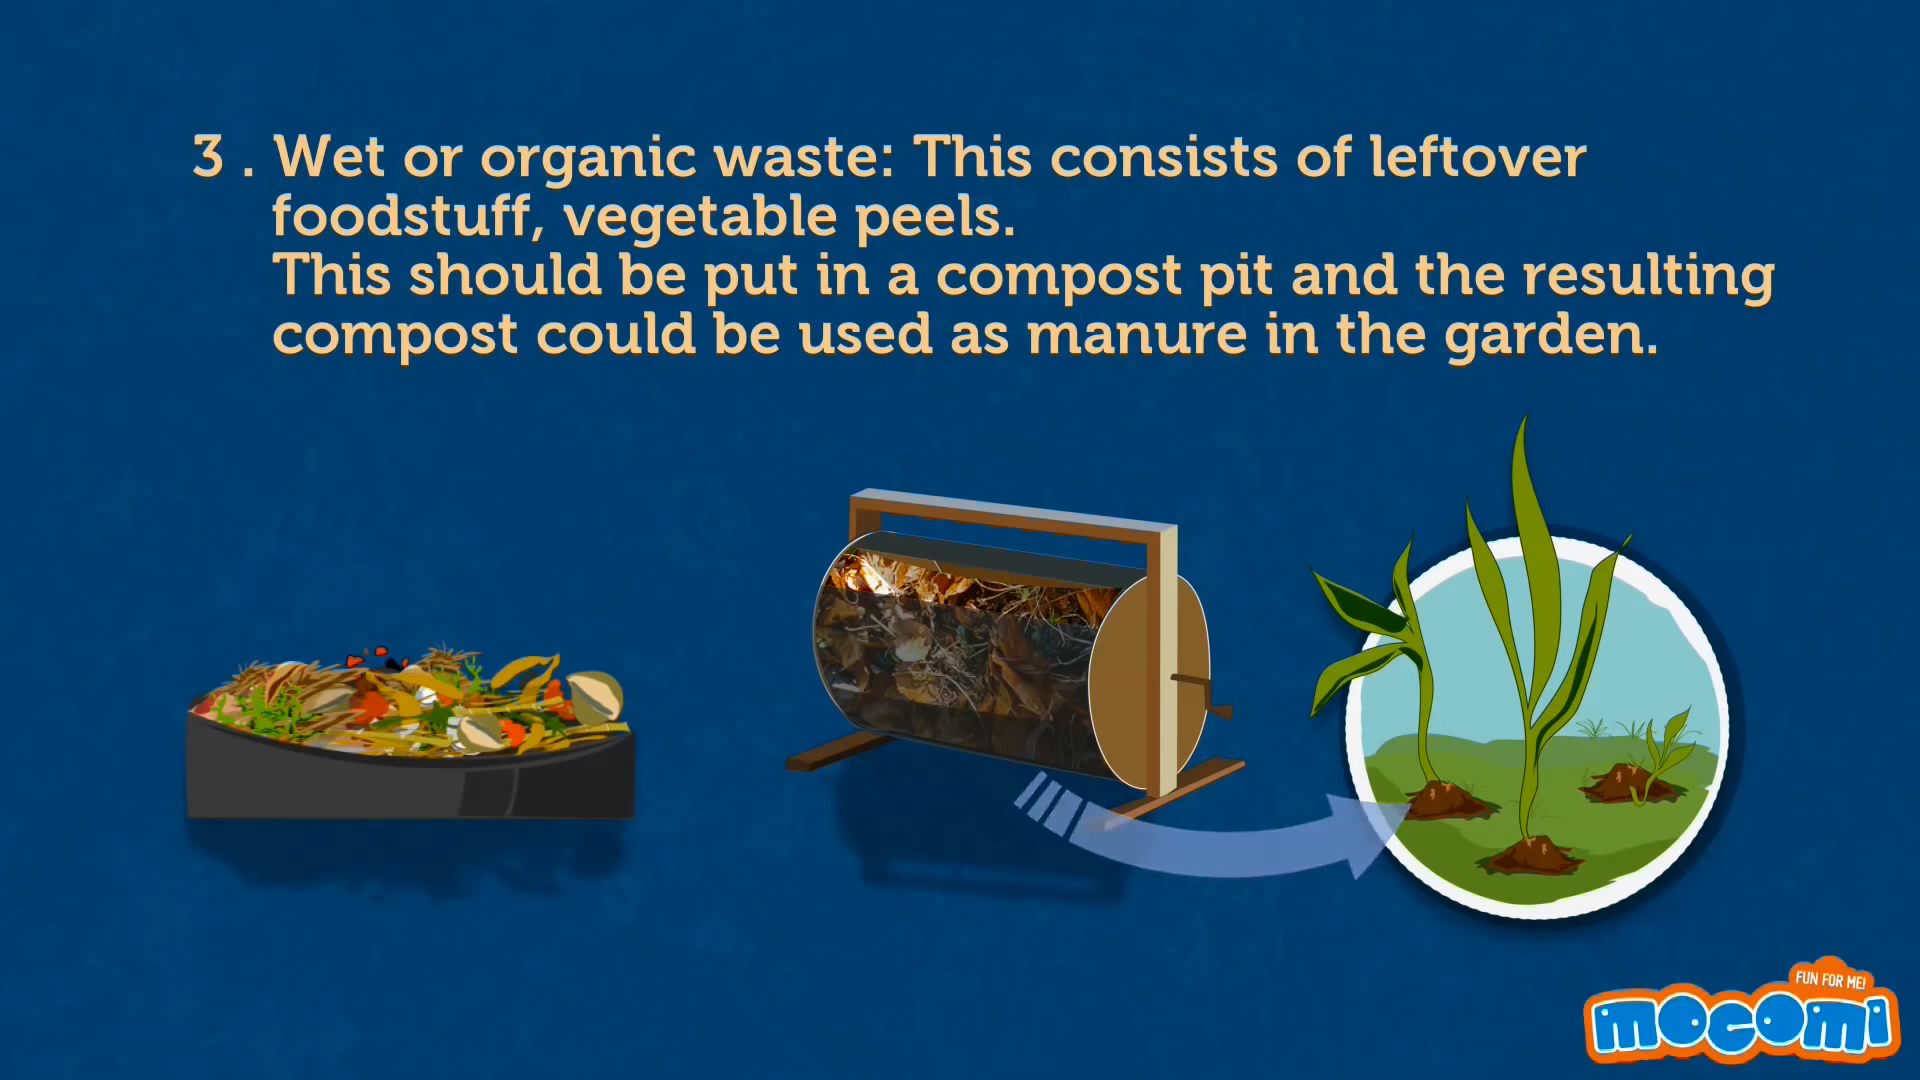 3 . Wet or organic waste: This consists of leftover
foodstuff, vegetable peels.
This should be put in a compost pit and the resulting
compost could be used as manure in the garden.
FUN FOR ME!
mocomi